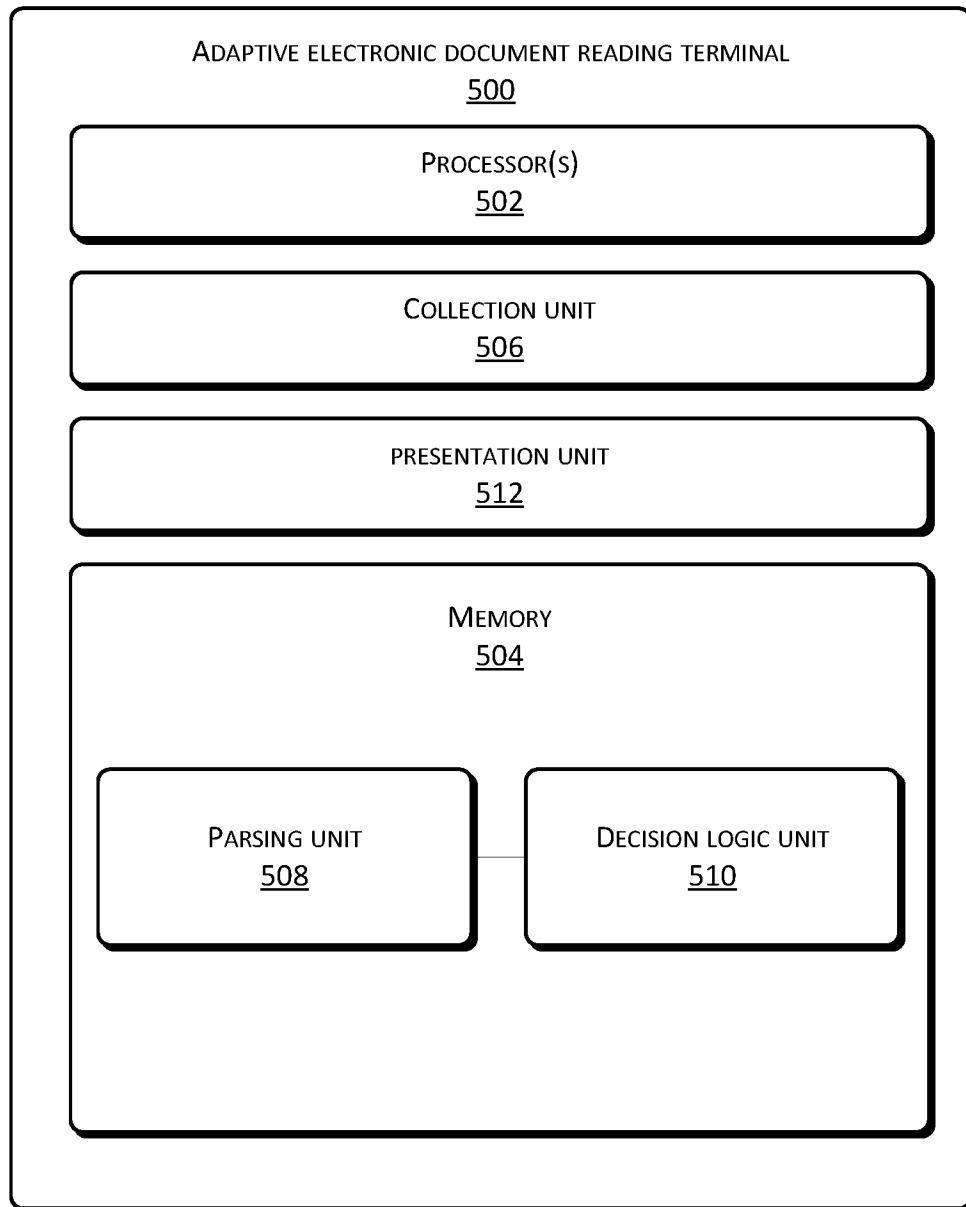 Adaptive electronic document reading terminal
500
Processor(s)
502
Collection unit
506
presentation unit
512
Memory
504
Parsing unit
508
Decision logic unit
510